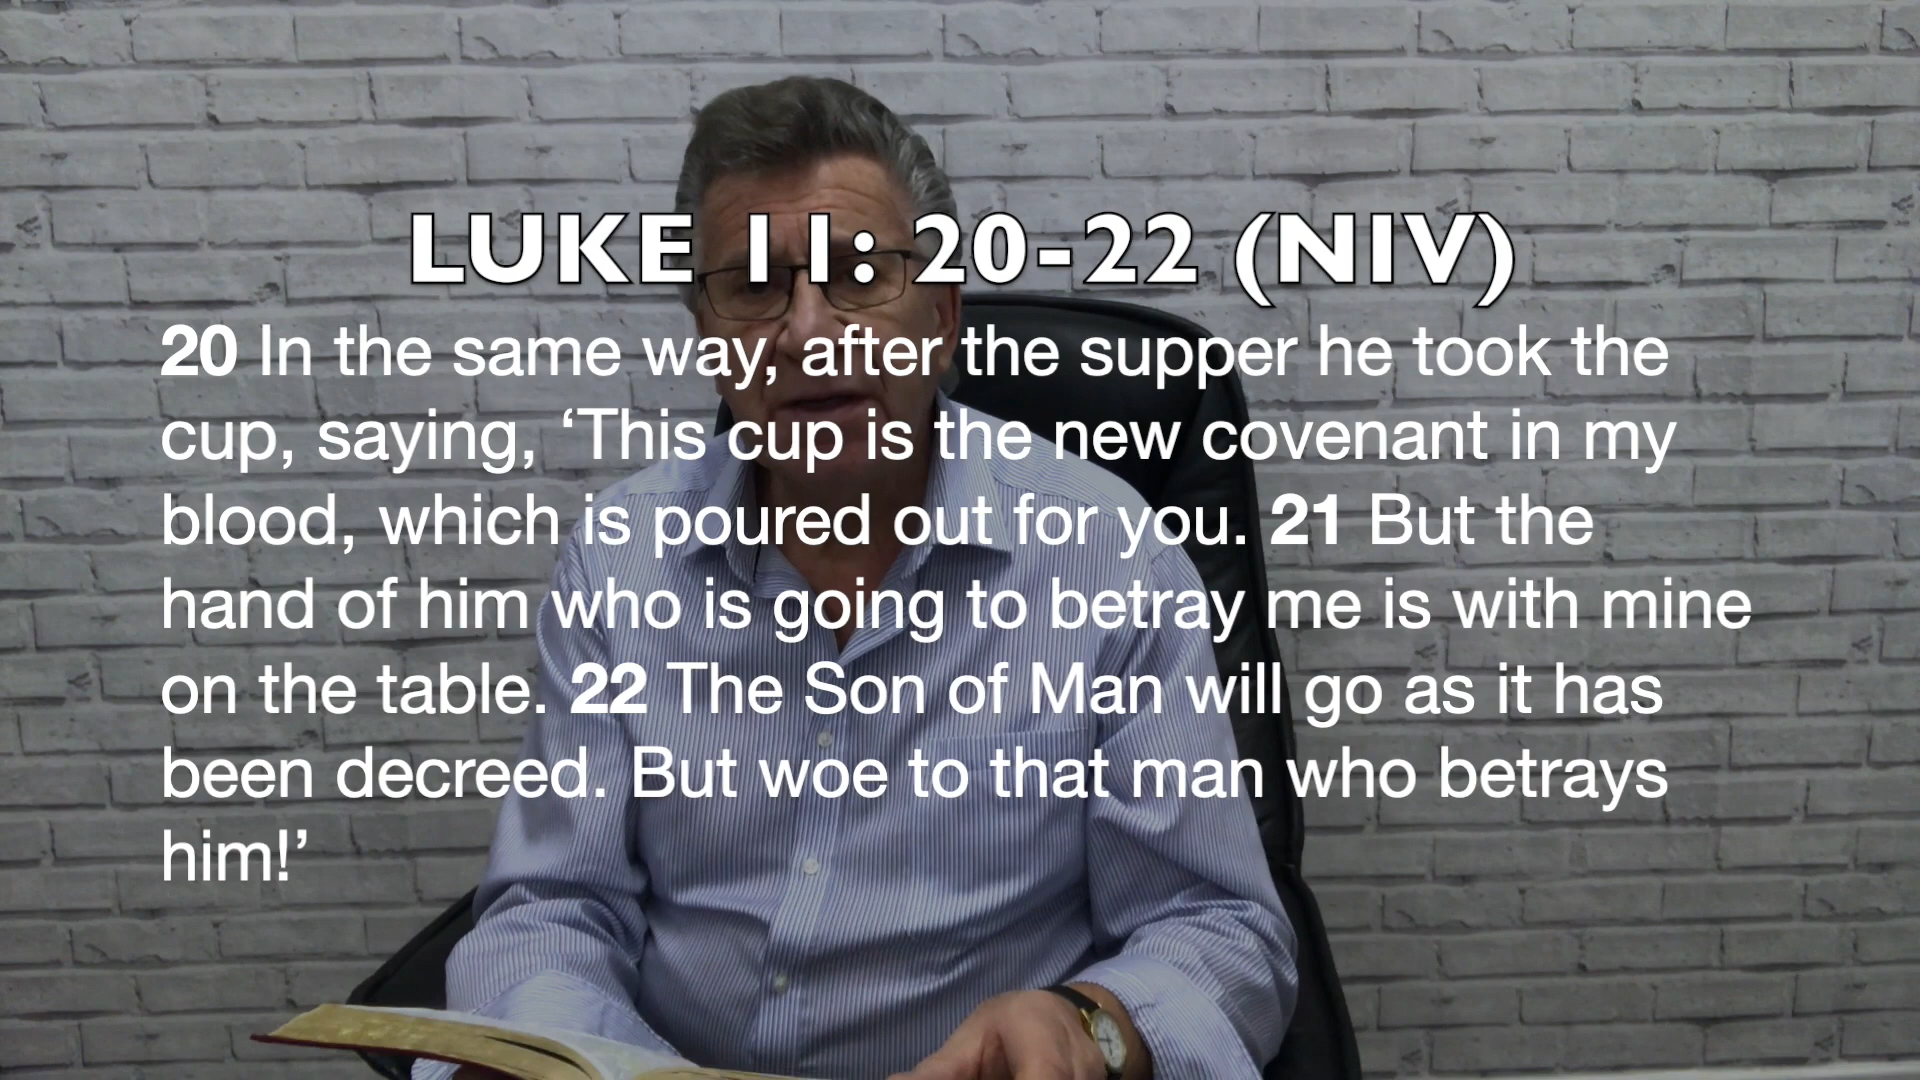 LUKE 11: 20-22 (NIV)
20 In the same way, after the supper he took the
cup, saying, ‘This cup is the new covenant in my
blood, which is poured out for you. 21 But the
hand of him who is going to betray me is with mine
on the table. 22 The Son of Man will go as it has
been decreed. But woe to that man who betrays
him!’